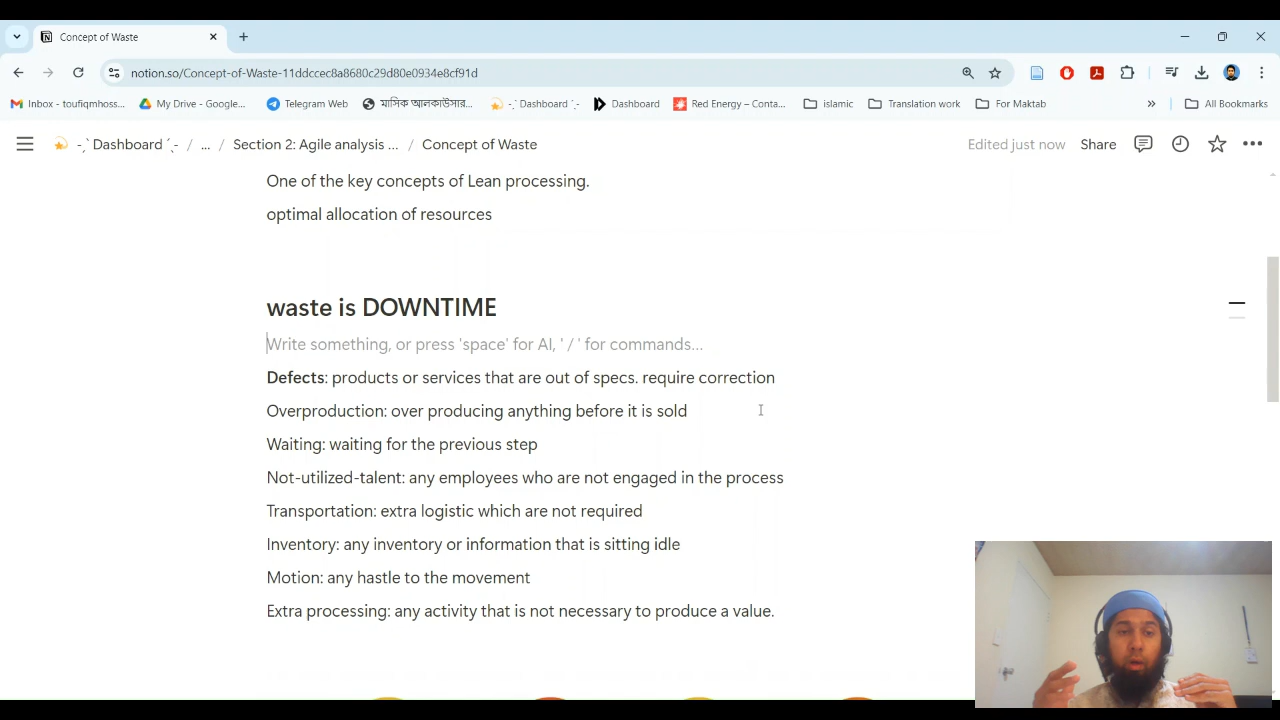 Concept of Waste
notion.so/Concept-of-Waste-11ddccec8a8680c29d8de0934e8cf91d
Inbox - toufiqmhoss...
My Drive - Google...
Telegram Web
মাসিক আলকাউসার...
-ˏˋ Dashboard ˊˎ-
Dashboard
Red Energy – Conta...
islamic
Translation work
For Maktab
»
All Bookmarks
-ˏˋ Dashboard ˊˎ- / ... / Section 2: Agile analysis ... / Concept of Waste
Edited just now
Share
One of the key concepts of Lean processing.
optimal allocation of resources
waste is DOWNTIME
Write something, or press 'space' for AI, ' / ' for commands...
Defects: products or services that are out of specs. require correction
Overproduction: over producing anything before it is sold
Waiting: waiting for the previous step
Not-utilized-talent: any employees who are not engaged in the process
Transportation: extra logistic which are not required
Inventory: any inventory or information that is sitting idle
Motion: any hastle to the movement
Extra processing: any activity that is not necessary to produce a value.